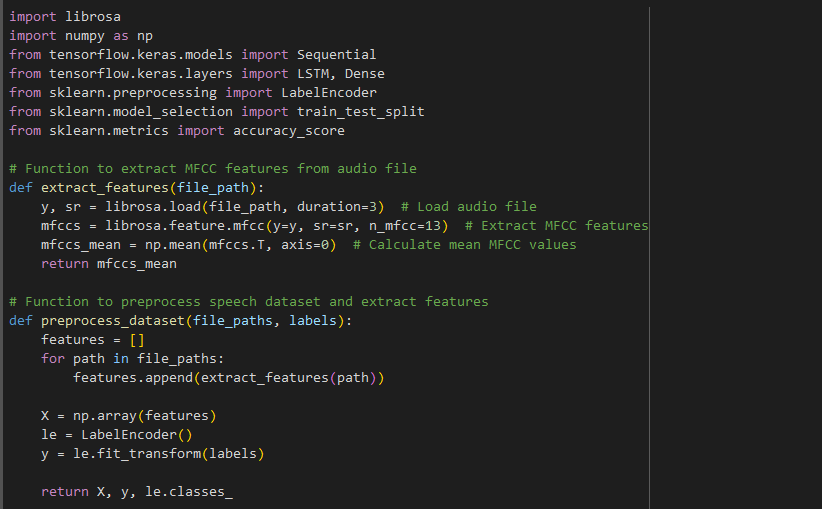 import librosa
import numpy as np
from tensorflow.keras.models import Sequential
from tensorflow.keras.layers import LSTM, Dense
from sklearn.preprocessing import LabelEncoder
from sklearn.model_selection import train_test_split
from sklearn.metrics import accuracy_score

# Function to extract MFCC features from audio file
def extract_features(file_path):
    y, sr = librosa.load(file_path, duration=3)  # Load audio file
    mfccs = librosa.feature.mfcc(y=y, sr=sr, n_mfcc=13)  # Extract MFCC features
    mfccs_mean = np.mean(mfccs.T, axis=0)  # Calculate mean MFCC values
    return mfccs_mean

# Function to preprocess speech dataset and extract features
def preprocess_dataset(file_paths, labels):
    features = []
    for path in file_paths:
        features.append(extract_features(path))

    X = np.array(features)
    le = LabelEncoder()
    y = le.fit_transform(labels)

    return X, y, le.classes_